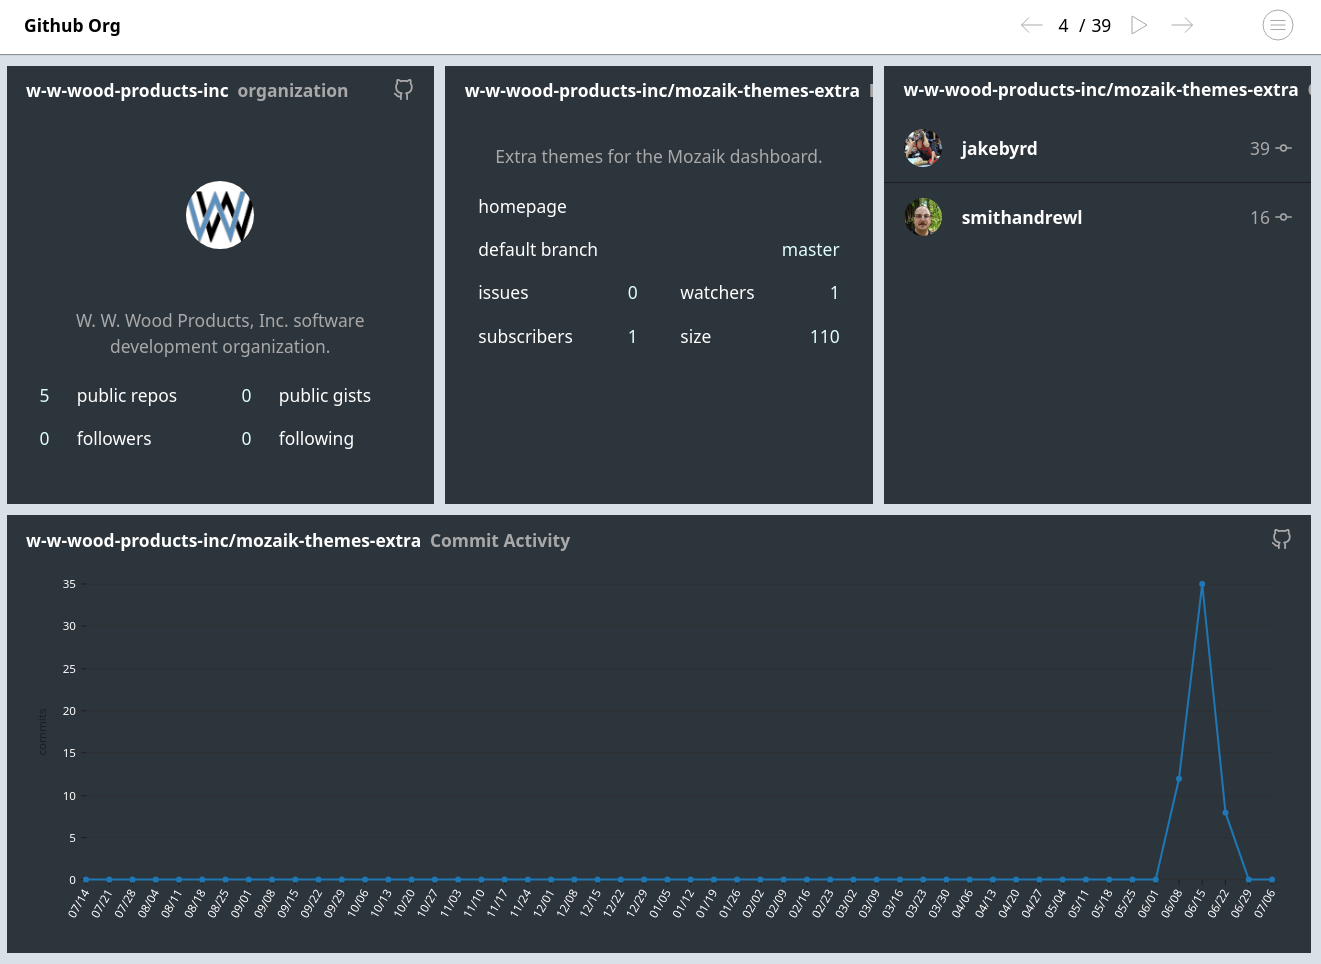 Github Org
4 / 39
w-w-wood-products-inc organization
W. W. Wood Products, Inc. software
development organization.
5 public repos 0 public gists
0 followers 0 following
w-w-wood-products-inc/mozaik-themes-extra
Extra themes for the Mozaik dashboard.
homepage
default branch master
issues 0 watchers 1
subscribers 1 size 110
w-w-wood-products-inc/mozaik-themes-extra
jakebyrd 39
smithandrewl 16
w-w-wood-products-inc/mozaik-themes-extra Commit Activity
35
30
25
20
15
10
5
0
commits
07/14 07/21 07/28 08/04 08/11 08/18 08/25 09/01 09/08 09/15 09/22 09/29 10/06 10/13 10/20 10/27 11/03 11/10 11/17 11/24 12/01 12/08 12/15 12/22 12/29 01/05 01/12 01/19 01/26 02/02 02/09 02/16 02/23 03/02 03/09 03/16 03/23 03/30 04/06 04/13 04/20 04/27 05/04 05/11 05/18 05/25 06/01 06/08 06/15 06/22 06/29 07/06